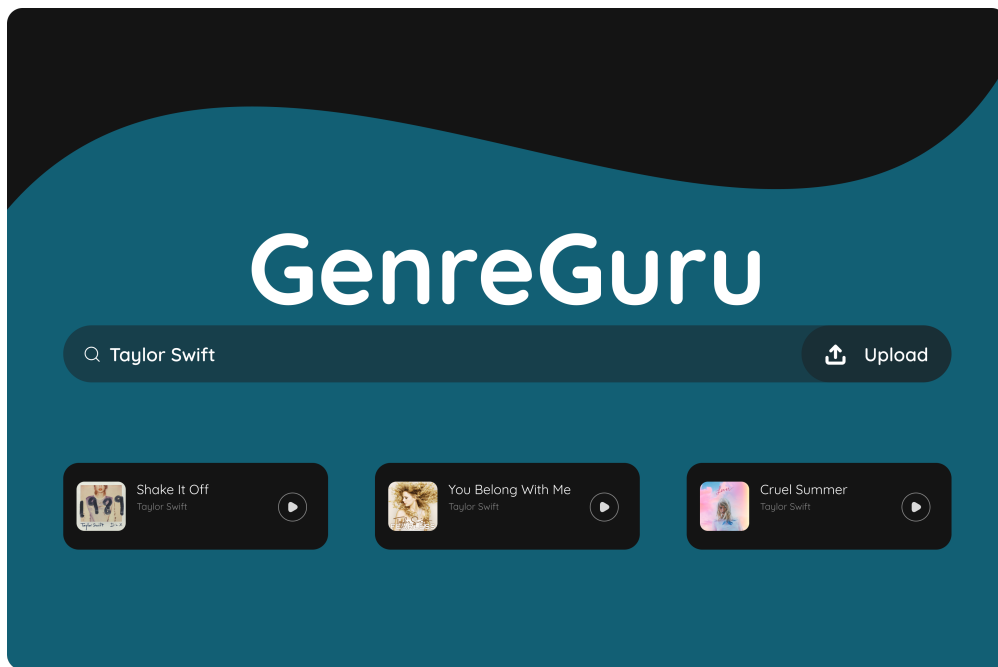 GenreGuru
Taylor Swift
Upload
Shake It Off
Taylor Swift
1989
You Belong With Me
Taylor Swift
Cruel Summer
Taylor Swift